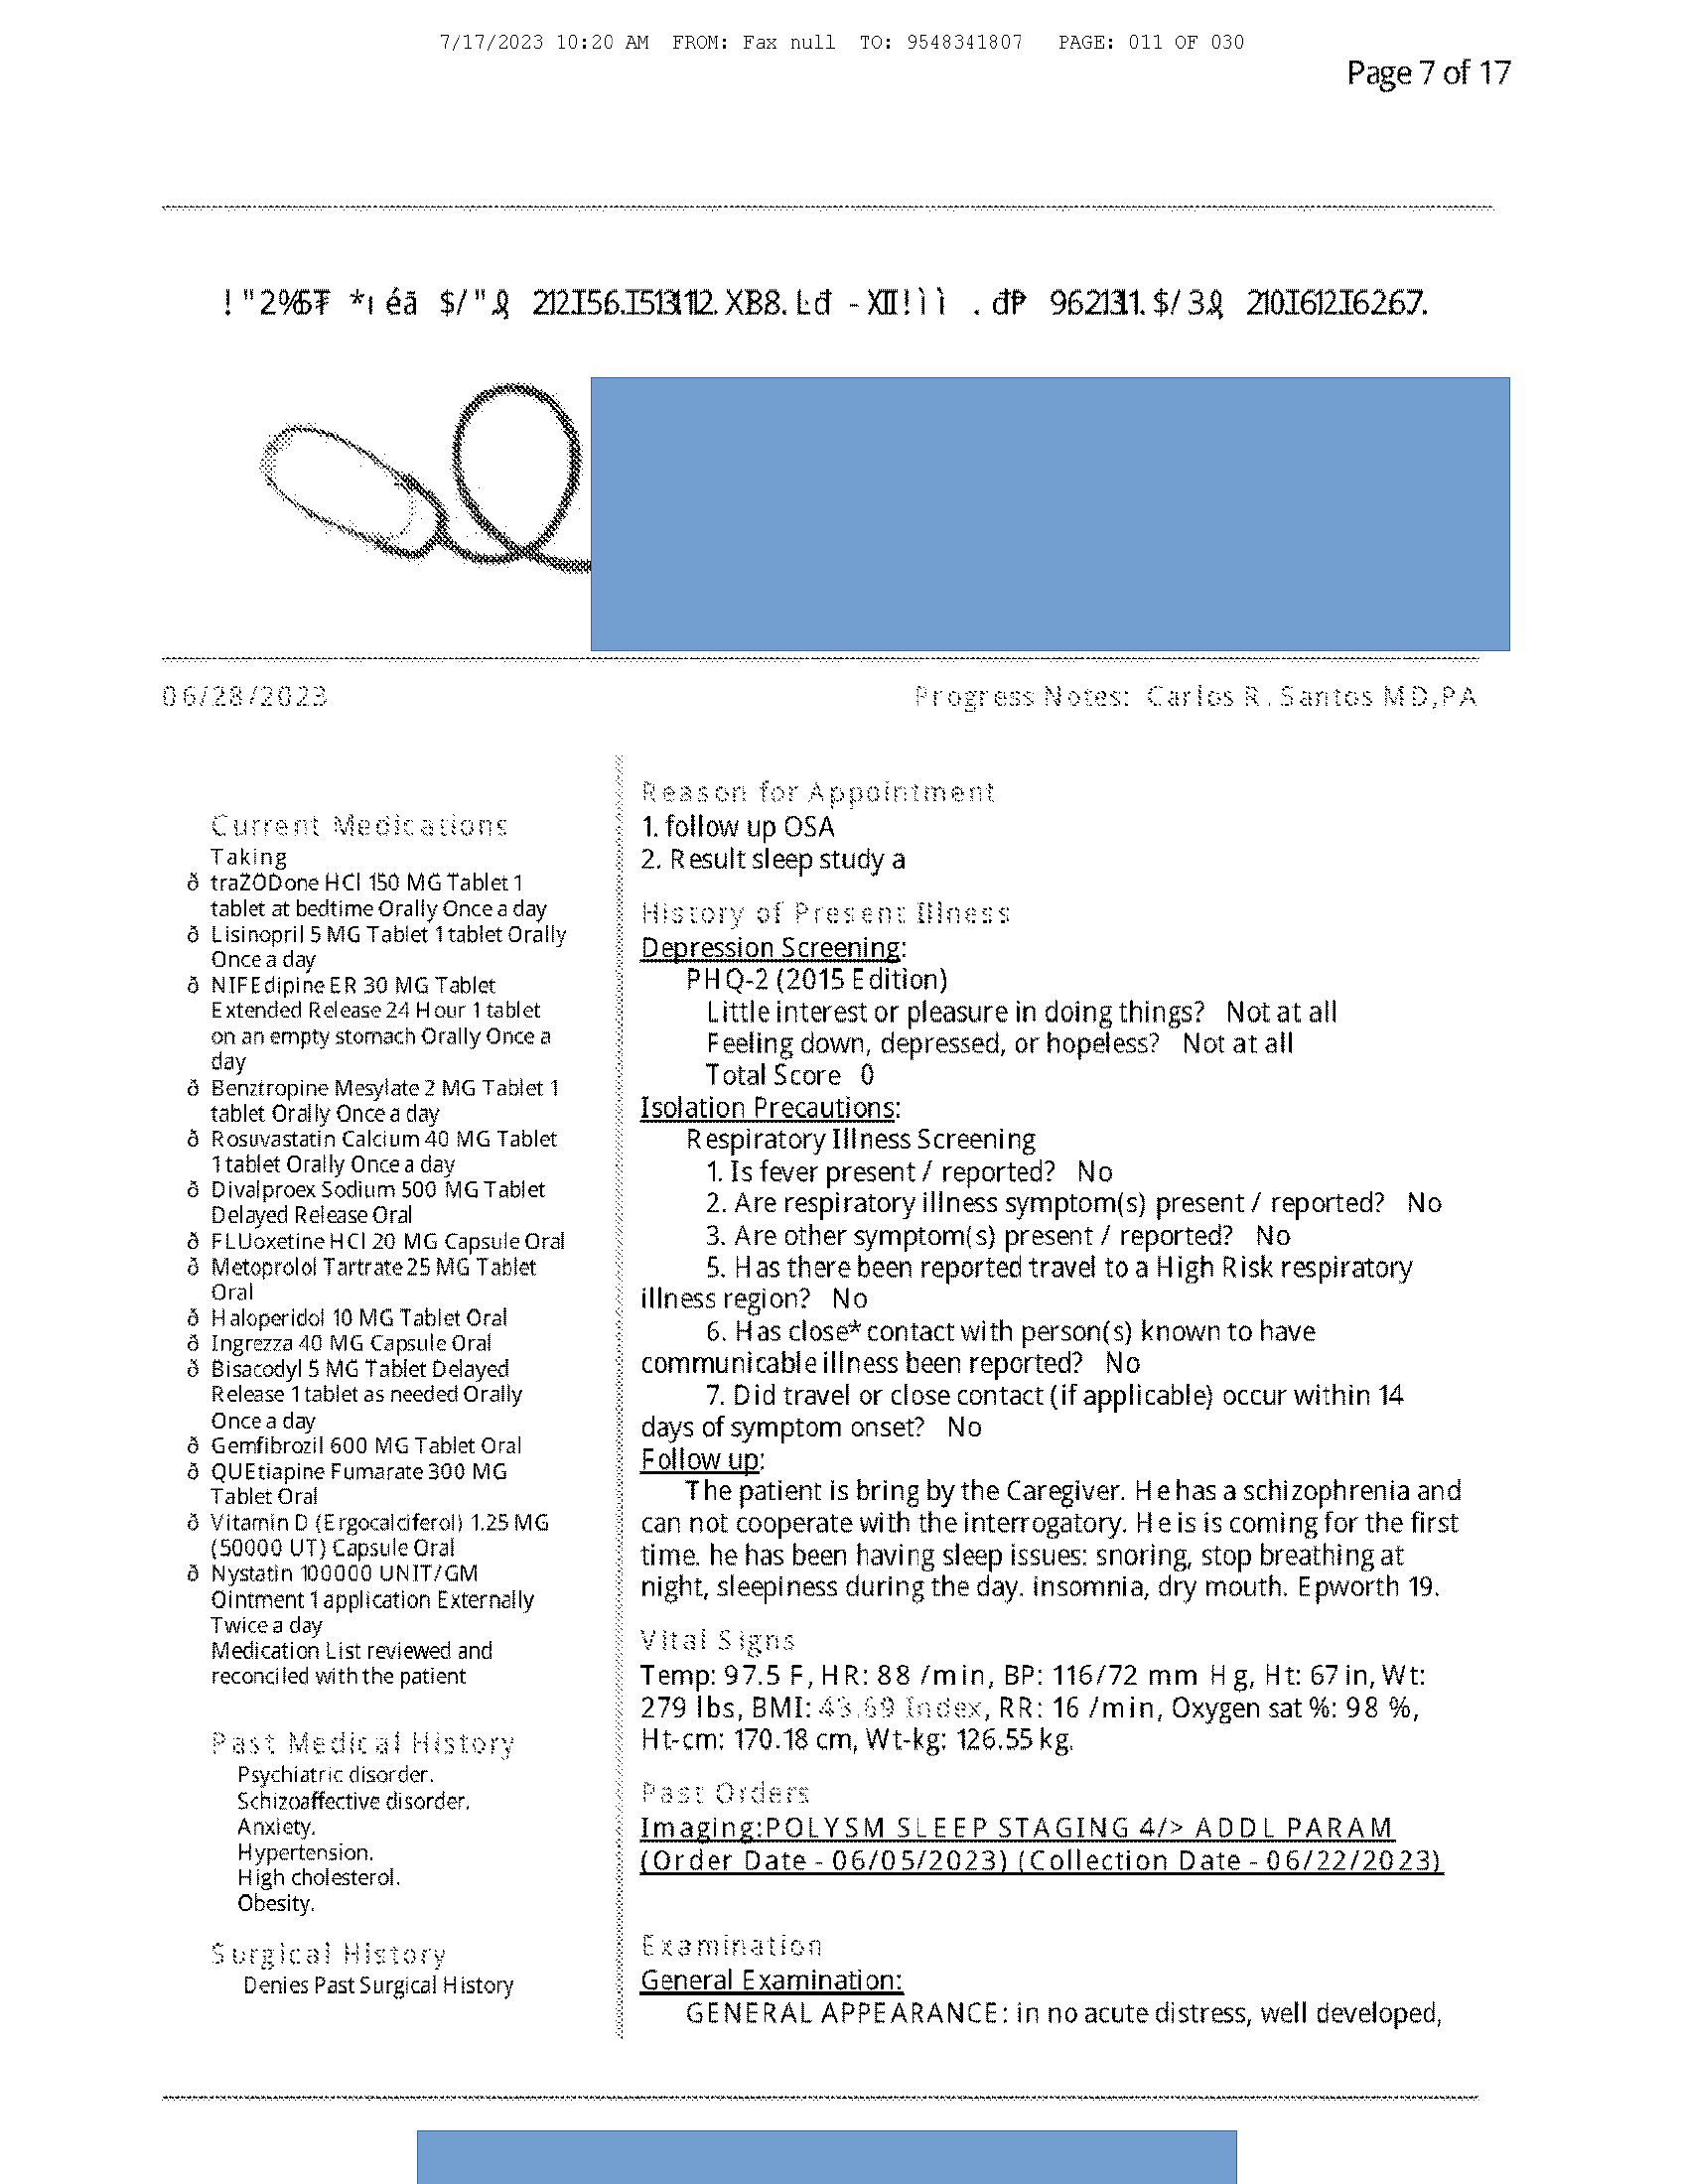 7/17/2023 10:20 AM FROM: Fax null TO: 9548341807 PAGE: 011 OF 030
Page 7 of 17
06/28/2023
Progress Notes: Carlos R. Santos MD,PA
Current Medications
Taking
ð traZODone HCl 150 MG Tablet 1
tablet at bedtime Orally Once a day
ð Lisinopril 5 MG Tablet 1 tablet Orally
Once a day
ð NIFEdipine ER 30 MG Tablet
Extended Release 24 Hour 1 tablet
on an empty stomach Orally Once a
day
ð Benztropine Mesylate 2 MG Tablet 1
tablet Orally Once a day
ð Rosuvastatin Calcium 40 MG Tablet
1 tablet Orally Once a day
ð Divalproex Sodium 500 MG Tablet
Delayed Release Oral
ð FLUoxetine HCl 20 MG Capsule Oral
ð Metoprolol Tartrate 25 MG Tablet
Oral
ð Haloperidol 10 MG Tablet Oral
ð Ingrezza 40 MG Capsule Oral
ð Bisacodyl 5 MG Tablet Delayed
Release 1 tablet as needed Orally
Once a day
ð Gemfibrozil 600 MG Tablet Oral
ð QUEtiapine Fumarate 300 MG
Tablet Oral
ð Vitamin D (Ergocalciferol) 1.25 MG
(50000 UT) Capsule Oral
ð Nystatin 100000 UNIT/GM
Ointment 1 application Externally
Twice a day
Medication List reviewed and
reconciled with the patient
Past Medical History
Psychiatric disorder.
Schizoaffective disorder.
Anxiety.
Hypertension.
High cholesterol.
Obesity.
Surgical History
Denies Past Surgical History
Reason for Appointment
1. follow up OSA
2. Result sleep study a
History of Present Illness
Depression Screening:
PHQ-2 (2015 Edition)
Little interest or pleasure in doing things? Not at all
Feeling down, depressed, or hopeless? Not at all
Total Score 0
Isolation Precautions:
Respiratory Illness Screening
1. Is fever present / reported? No
2. Are respiratory illness symptom(s) present / reported? No
3. Are other symptom(s) present / reported? No
5. Has there been reported travel to a High Risk respiratory
illness region? No
6. Has close* contact with person(s) known to have
communicable illness been reported? No
7. Did travel or close contact (if applicable) occur within 14
days of symptom onset? No
Follow up:
The patient is bring by the Caregiver. He has a schizophrenia and
can not cooperate with the interrogatory. He is is coming for the first
time. he has been having sleep issues: snoring, stop breathing at
night, sleepiness during the day. insomnia, dry mouth. Epworth 19.
Vital Signs
Temp: 97.5 F, HR: 88 /min, BP: 116/72 mm Hg, Ht: 67 in, Wt:
279 lbs, BMI: 43.69 Index, RR: 16 /min, Oxygen sat %: 98 %,
Ht-cm: 170.18 cm, Wt-kg: 126.55 kg.
Past Orders
Imaging:POLYSM SLEEP STAGING 4/> ADDL PARAM
(Order Date - 06/05/2023) (Collection Date - 06/22/2023)
Examination
General Examination:
GENERAL APPEARANCE: in no acute distress, well developed,